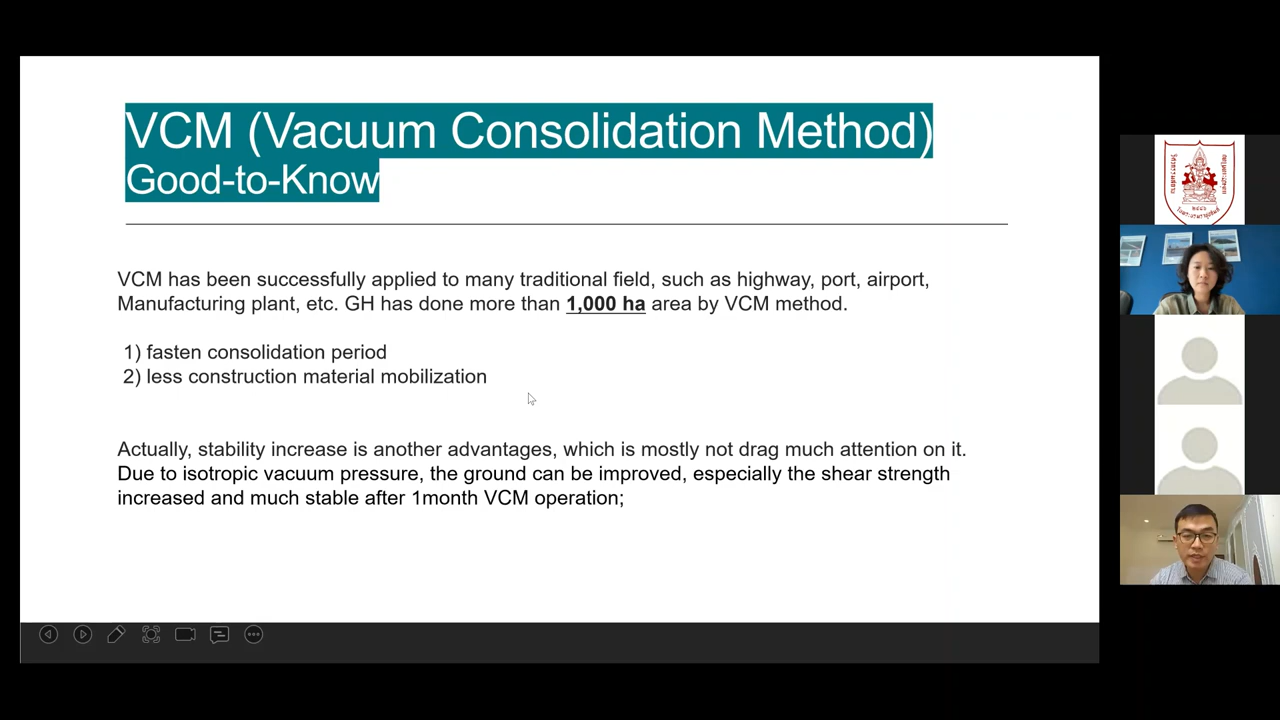 VCM (Vacuum Consolidation Method)
Good-to-Know
VCM has been successfully applied to many traditional field, such as highway, port, airport,
Manufacturing plant, etc. GH has done more than 1,000 ha area by VCM method.
1) fasten consolidation period
2) less construction material mobilization
Actually, stability increase is another advantages, which is mostly not drag much attention on it.
Due to isotropic vacuum pressure, the ground can be improved, especially the shear strength
increased and much stable after 1month VCM operation;